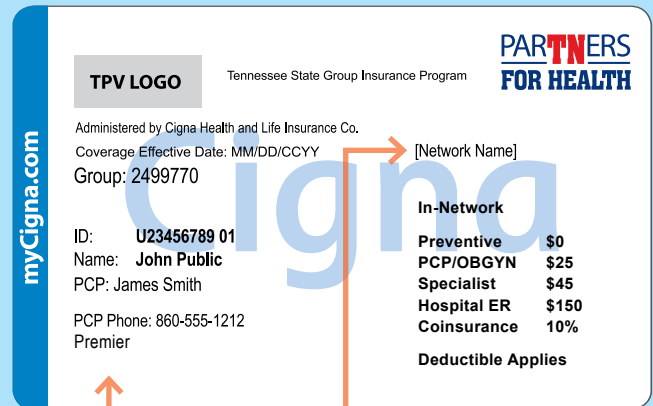 myCigna.com
TPV LOGO
Tennessee State Group Insurance Program
PARTNERS
FOR HEALTH
Administered by Cigna Health and Life Insurance Co.
Coverage Effective Date: MM/DD/CCYY
Group: 2499770
Cigna
ID: U23456789 01
Name: John Public
PCP: James Smith
PCP Phone: 860-555-1212
Premier
[Network Name]
In-Network
Preventive $0
PCP/OBGYN $25
Specialist $45
Hospital ER $150
Coinsurance 10%
Deductible Applies